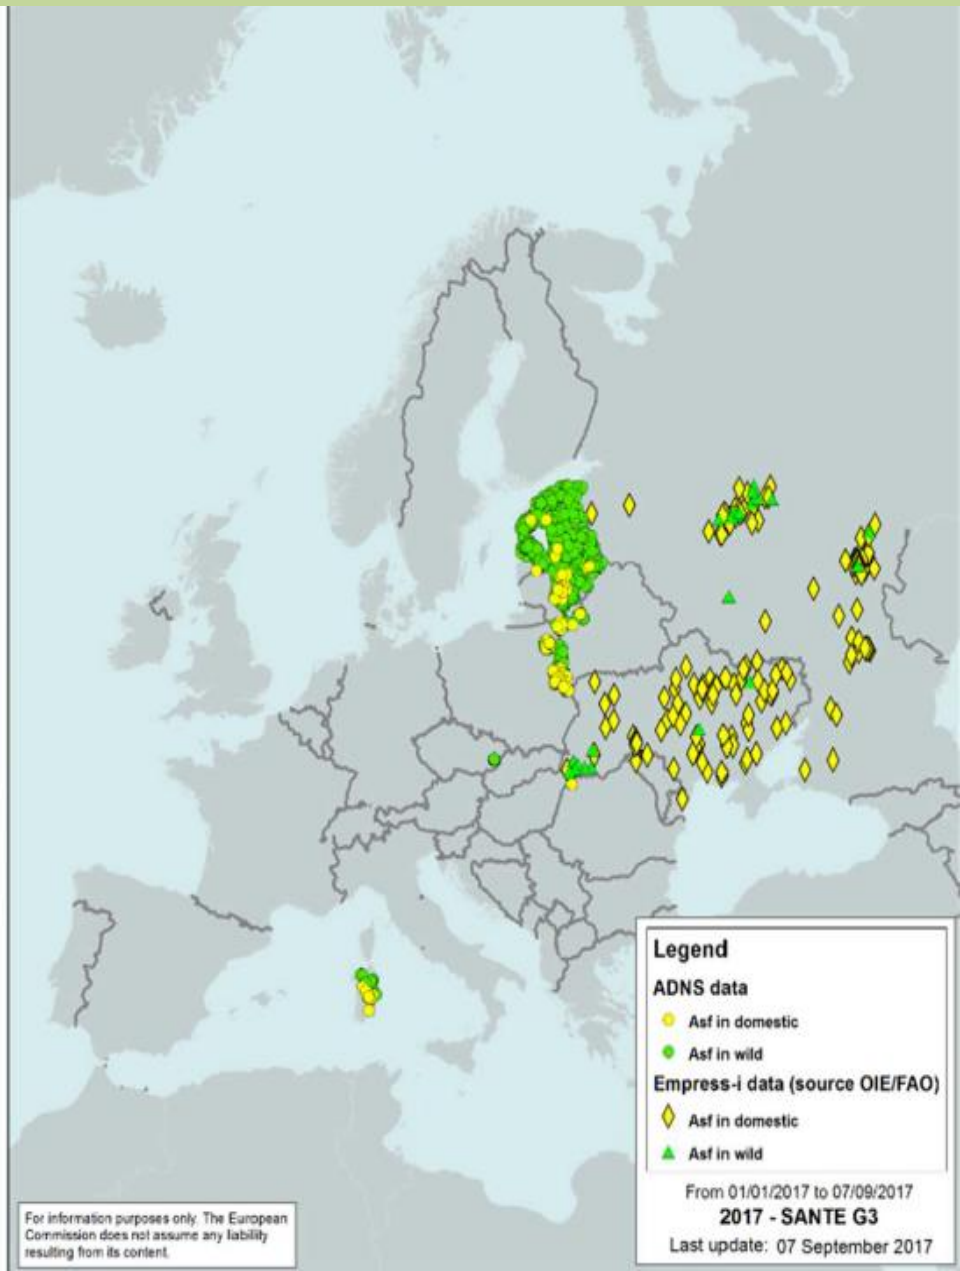 Legend
ADNS data
Asf in domestic
Asf in wild
Empress-i data (source OIE/FAO)
Asf in domestic
Asf in wild
From 01/01/2017 to 07/09/2017
2017 - SANTE G3
Last update: 07 September 2017
For information purposes only. The European
Commission does not assume any liability
resulting from its content.